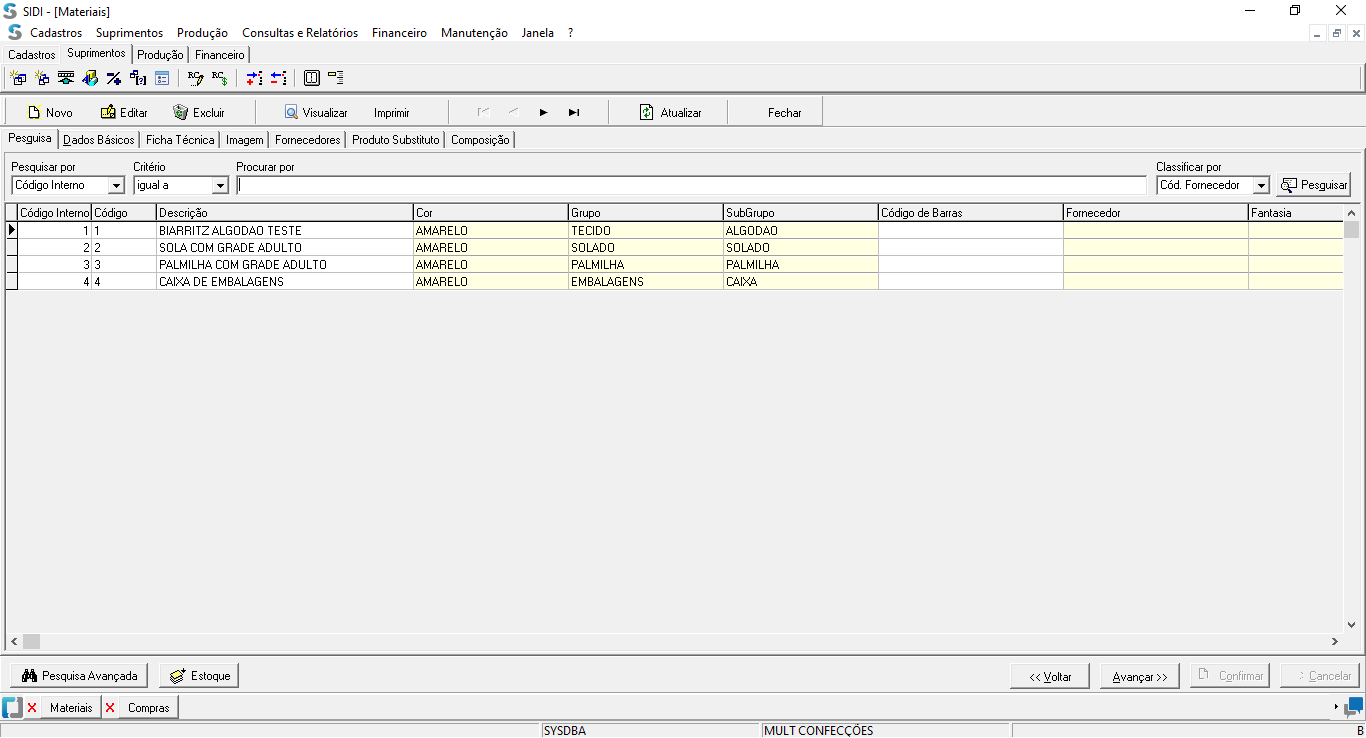 SIDI - [Materiais]
Cadastros Suprimentos Produção Consultas e Relatórios Financeiro Manutenção Janela ?
Cadastros Suprimentos Produção Financeiro
Novo Editar Excluir Visualizar Imprimir Atualizar Fechar
Pesquisa Dados Básicos Ficha Técnica Imagem Fornecedores Produto Substituto Composição
Pesquisar por Critério Procurar por Classificar por
Código Interno igual a Cód. Fornecedor Pesquisar
Código Interno Código Descrição Cor Grupo SubGrupo Código de Barras Fornecedor Fantasia
1 1 BIARRITZ ALGODAO TESTE AMARELO TECIDO ALGODAO
2 2 SOLA COM GRADE ADULTO AMARELO SOLADO SOLADO
3 3 PALMILHA COM GRADE ADULTO AMARELO PALMILHA PALMILHA
4 4 CAIXA DE EMBALAGENS AMARELO EMBALAGENS CAIXA
Pesquisa Avançada Estoque << Voltar Avançar >> Confirmar Cancelar
Materiais Compras
SYSDBA MULT CONFECÇÕES B